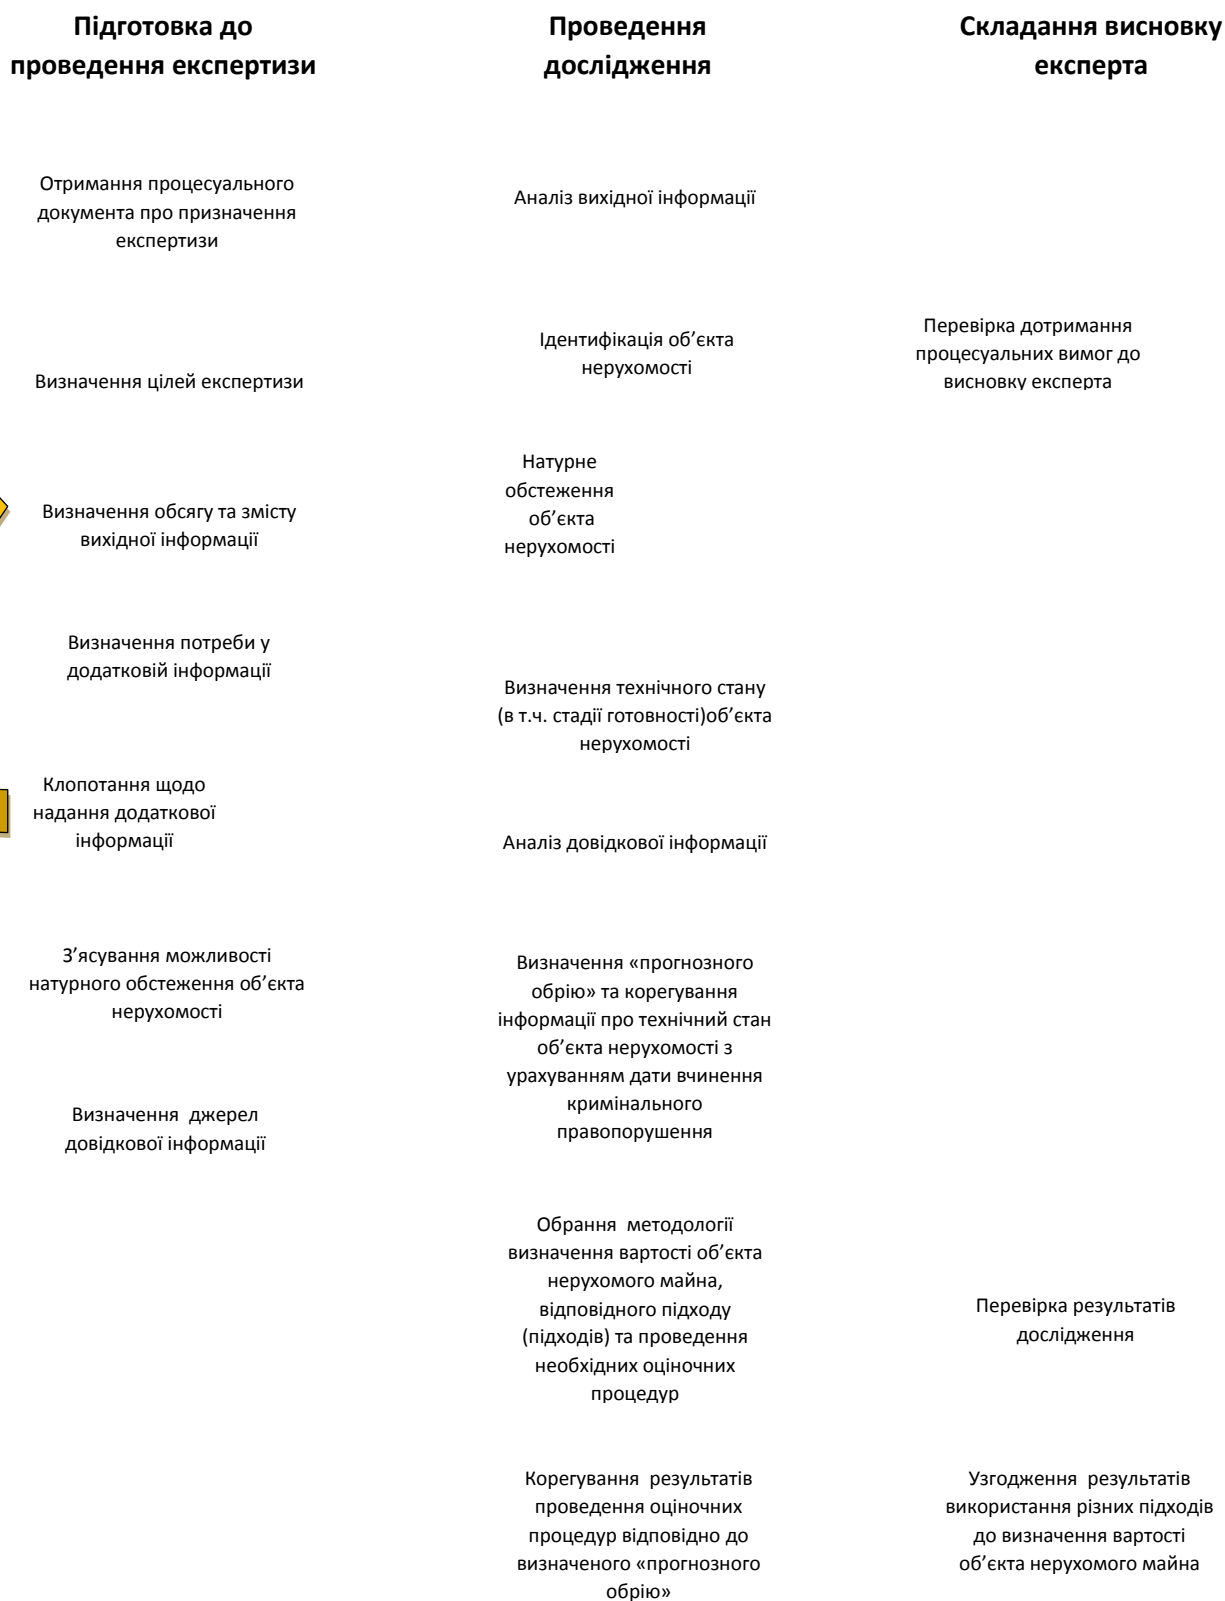 Підготовка до
проведення експертизи
Проведення
дослідження
Складання висновку
експерта
Отримання процесуального
документа про призначення
експертизи
Визначення цілей експертизи
Визначення обсягу та змісту
вихідної інформації
Визначення потреби у
додатковій інформації
Клопотання щодо
надання додаткової
інформації
З’ясування можливості
натурного обстеження об’єкта
нерухомості
Визначення  джерел
довідкової інформації
Аналіз вихідної інформації
Ідентифікація об’єкта
нерухомості
Натурне
обстеження
об’єкта
нерухомості
Визначення технічного стану
(в т.ч. стадії готовності)об’єкта
нерухомості
Аналіз довідкової інформації
Визначення «прогнозного
обрію» та корегування
інформації про технічний стан
об’єкта нерухомості з
урахуванням дати вчинення
кримінального
правопорушення
Обрання  методології
визначення вартості об’єкта
нерухомого майна,
відповідного підходу
(підходів) та проведення
необхідних оціночних
процедур
Корегування  результатів
проведення оціночних
процедур відповідно до
визначеного «прогнозного
обрію»
Перевірка дотримання
процесуальних вимог до
висновку експерта
Перевірка результатів
дослідження
Узгодження  результатів
використання різних підходів
до визначення вартості
об’єкта нерухомого майна